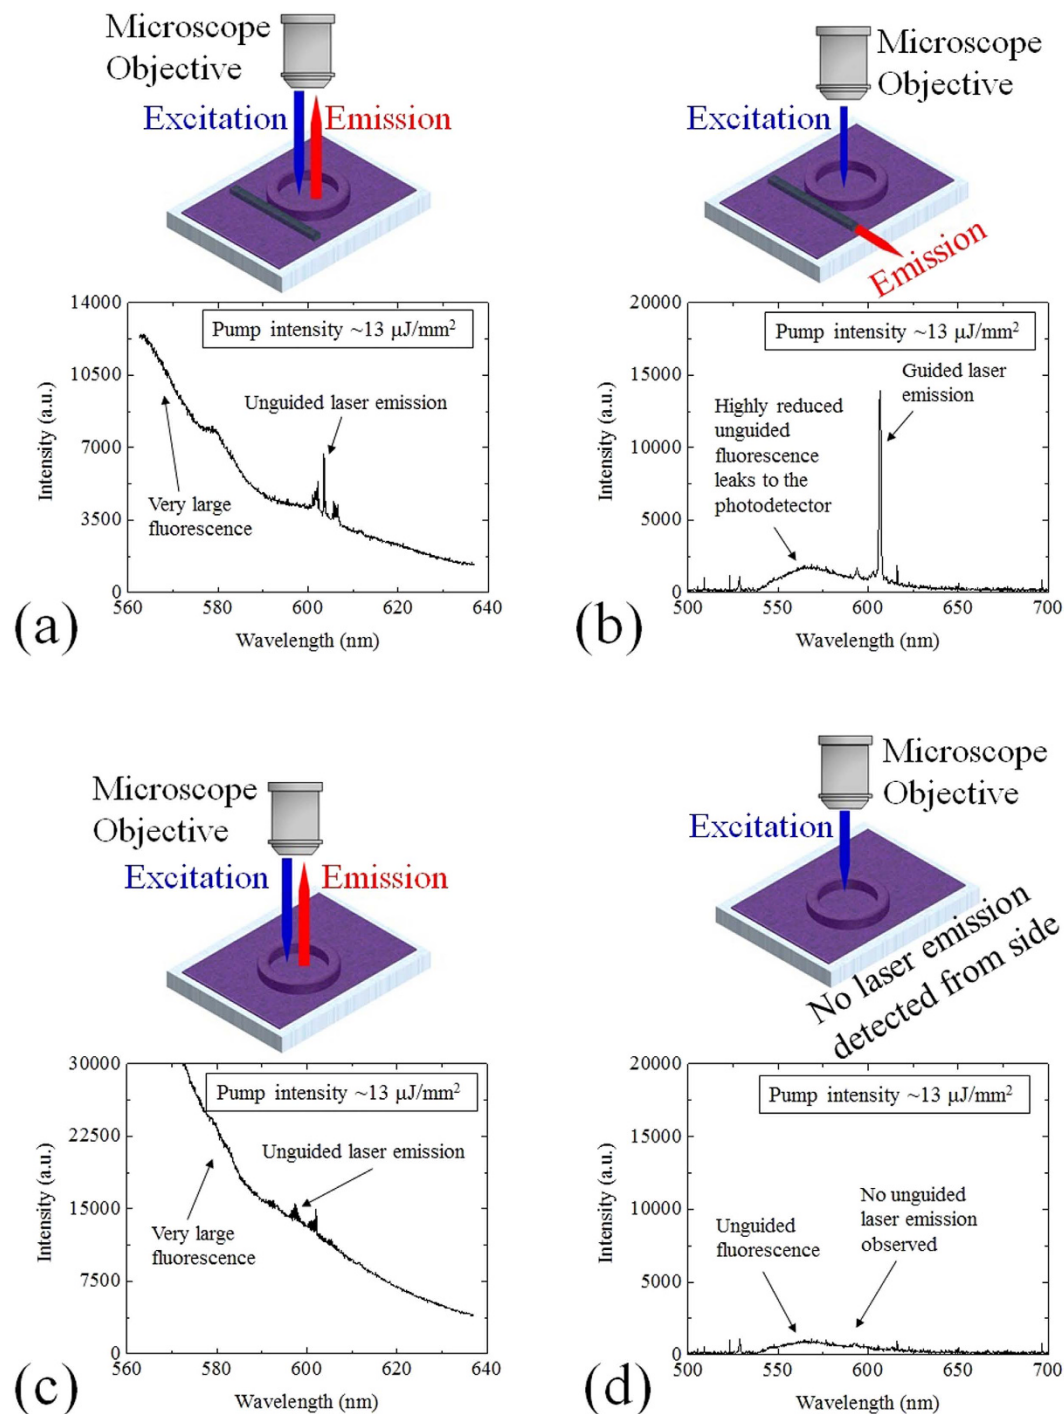 Microscope
Objective
Excitation
Emission
14000
10500
7000
3500
0
Intensity (a.u.)
Pump intensity ~13 μJ/mm²
Unguided laser emission
Very large
fluorescence
560
580
600
620
640
Wavelength (nm)
(a)
Microscope
Objective
Excitation
Emission
20000
15000
10000
5000
0
Intensity (a.u.)
Pump intensity ~13 μJ/mm²
Guided laser
emission
Highly reduced
unguided
fluorescence
leaks to the
photodetector
500
550
600
650
700
Wavelength (nm)
(b)
Microscope
Objective
Excitation
Emission
30000
22500
15000
7500
0
Intensity (a.u.)
Pump intensity ~13 μJ/mm²
Unguided laser emission
Very large
fluorescence
560
580
600
620
640
Wavelength (nm)
(c)
Microscope
Objective
Excitation
No laser emission
detected from side
20000
15000
10000
5000
0
Intensity (a.u.)
Pump intensity ~13 μJ/mm²
No unguided
laser emission
observed
Unguided
fluorescence
500
550
600
650
700
Wavelength (nm)
(d)